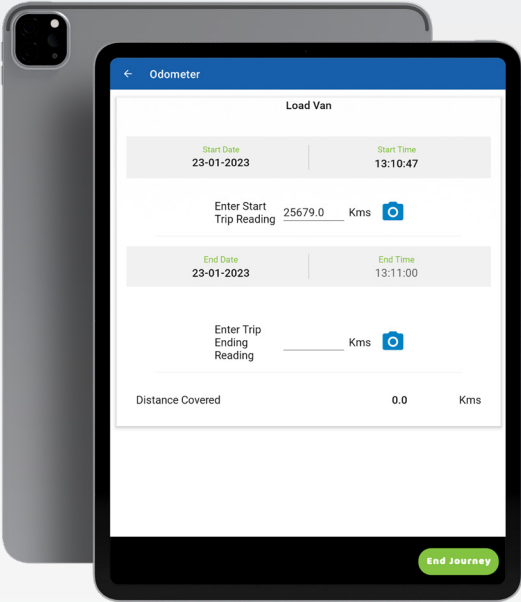 ← Odometer
Load Van
Start Date Start Time
23-01-2023 13:10:47
Enter Start
Trip Reading 25679.0 Kms
End Date End Time
23-01-2023 13:11:00
Enter Trip
Ending
Reading
Kms
Distance Covered 0.0 Kms
End Journey